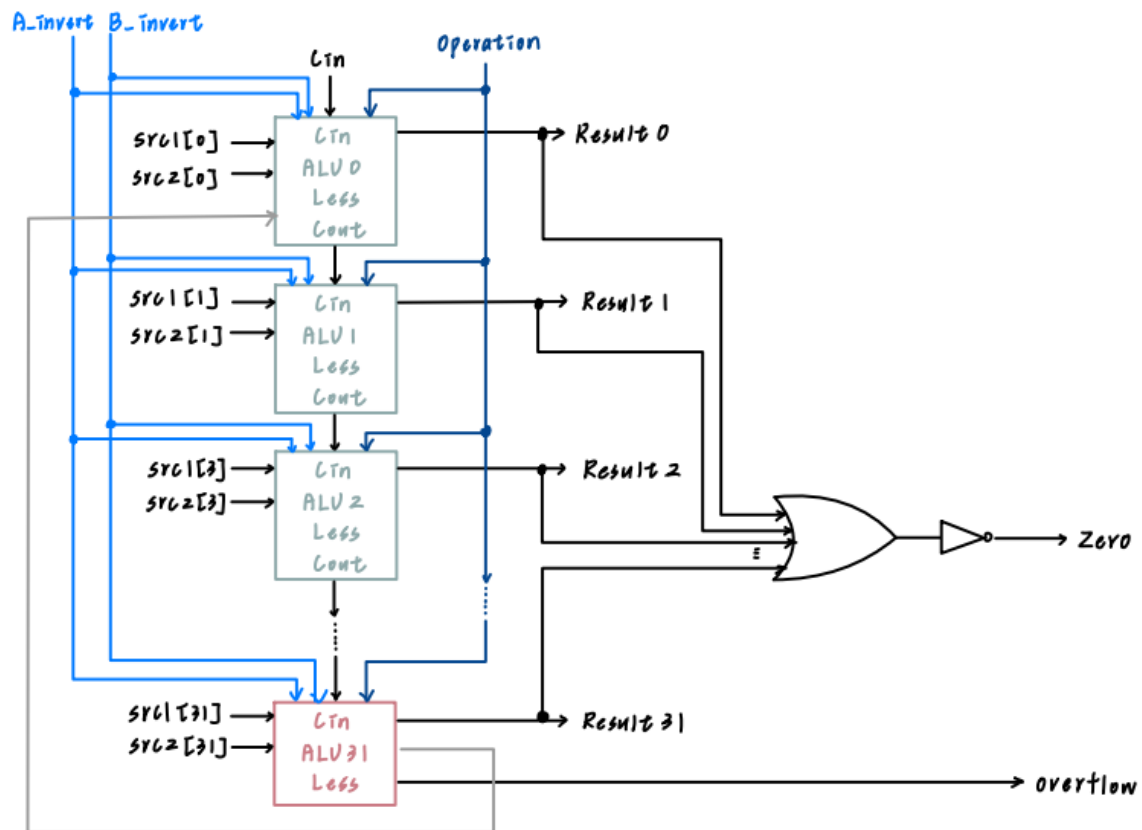 A_invert B_invert
Operation
Cin
src1[0]
src2[0]
Cin
ALU 0
Less
Cout
Result 0
src1[1]
src2[1]
Cin
ALU 1
Less
Cout
Result 1
src1[3]
src2[3]
Cin
ALU 2
Less
Cout
Result 2
Zero
src1[31]
src2[31]
Cin
ALU31
Less
Result 31
overflow